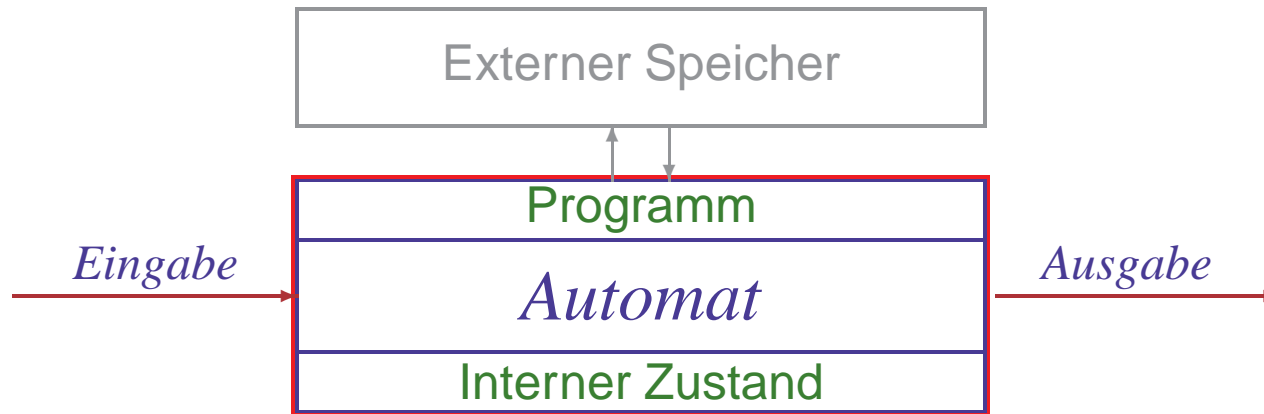 Externer Speicher
Programm
Eingabe
Automat
Ausgabe
Interner Zustand